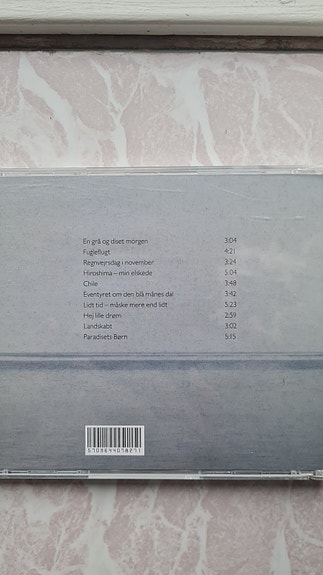 En grå og diset morgen 3:04
Fugleflugt 4:21
Regnvejrsdag i november 3:24
Hiroshima – min elskede 5:04
Chile 3:48
Eventyret om den blå månes dal 3:42
Lidt tid – måske mere end lidt 5:23
Hej lille drøm 2:59
Landskabt 3:02
Paradisets Børn 5:15
5708644078271